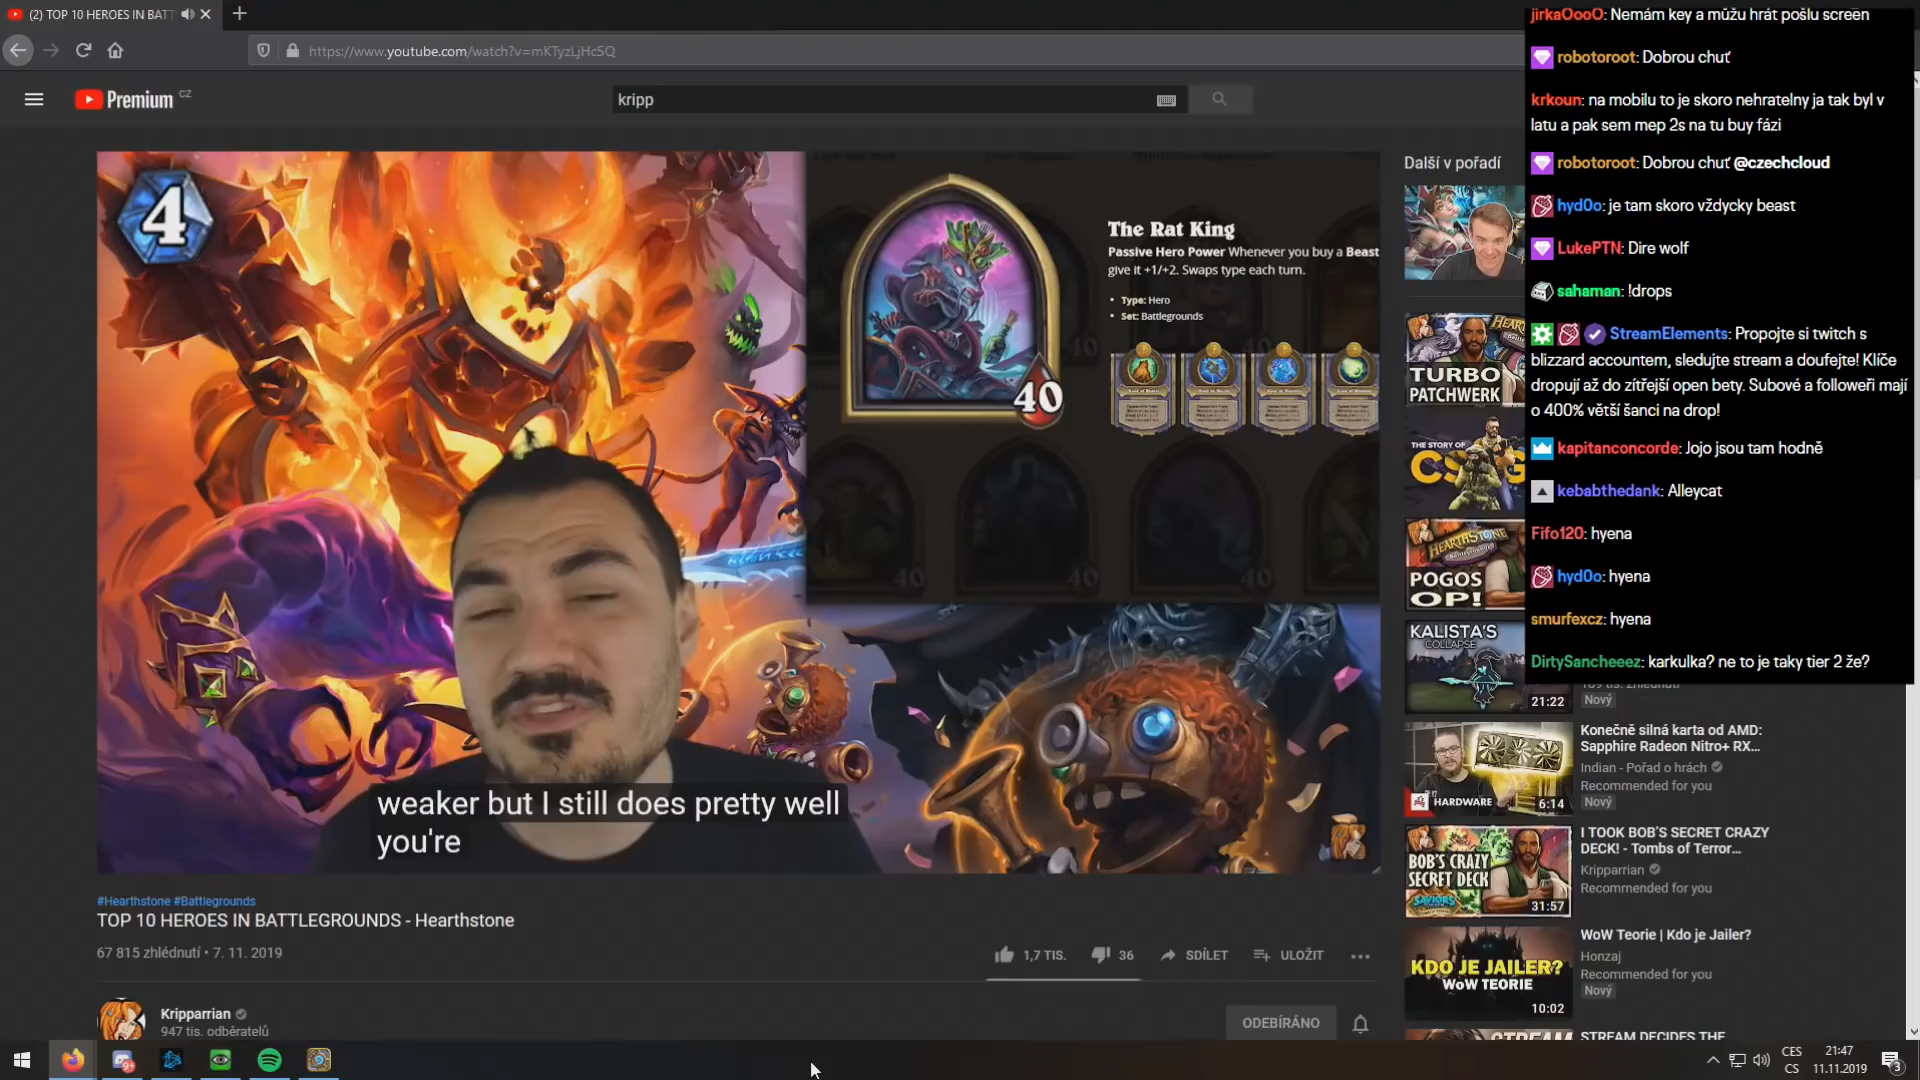 (2) TOP 10 HEROES IN BATT
https://www.youtube.com/watch?v=mKTyzLjHc5Q
Premium CZ
kripp
4
The Rat King
Passive Hero Power Whenever you buy a Beast
give it +1/+2. Swaps type each turn.
• Type: Hero
• Set: Battlegrounds
40
40
40
40
40
weaker but I still does pretty well
you're
#Hearthstone #Battlegrounds
TOP 10 HEROES IN BATTLEGROUNDS - Hearthstone
67 815 zhlédnutí • 7. 11. 2019
1,7 TIS.
36
SDÍLET
ULOŽIT
Kripparrian
947 tis. odběratelů
ODEBÍRÁNO
Další v pořadí
TURBO
PATCHWERK
THE STORY OF
HEARTHSTONE
POGOS
OP!
KALISTA'S
COLLAPSE
21:22
Nový
HARDWARE
6:14
Konečně silná karta od AMD:
Sapphire Radeon Nitro+ RX...
Indian - Pořad o hrách
Recommended for you
Nový
BOB'S CRAZY
SECRET DECK
SAVIORS
31:57
I TOOK BOB'S SECRET CRAZY
DECK! - Tombs of Terror...
Kripparrian
Recommended for you
KDO JE JAILER?
WoW TEORIE
10:02
WoW Teorie | Kdo je Jailer?
Honzaj
Recommended for you
Nový
STREAM DECIDES THE
jirkaOooO: Nemám key a můžu hrát pošlu screen
robotoroot: Dobrou chuť
krkoun: na mobilu to je skoro nehratelny ja tak byl v
latu a pak sem mep 2s na tu buy fázi
robotoroot: Dobrou chuť @czechcloud
hyd0o: je tam skoro vždycky beast
LukePTN: Dire wolf
sahaman: !drops
StreamElements: Propojte si twitch s
blizzard accountem, sledujte stream a doufejte! Klíče
dropují až do zítřejší open bety. Subové a followeři mají
o 400% větší šanci na drop!
kapitanconcorde: Jojo jsou tam hodně
kebabthedank: Alleycat
Fifo120: hyena
hyd0o: hyena
smurfexcz: hyena
DirtySancheeez: karkulka? ne to je taky tier 2 že?
9+
CES
CS
21:47
11.11.2019
3